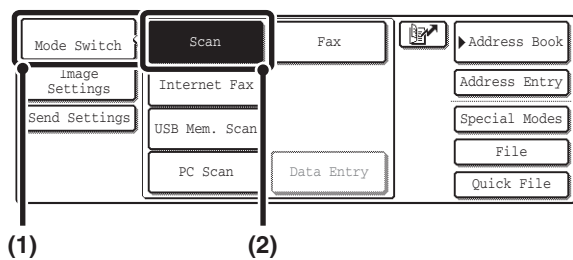 Mode Switch
Scan
Fax
Address Book
Image
Settings
Internet Fax
Address Entry
Send Settings
USB Mem. Scan
Special Modes
File
PC Scan
Data Entry
Quick File
(1)
(2)